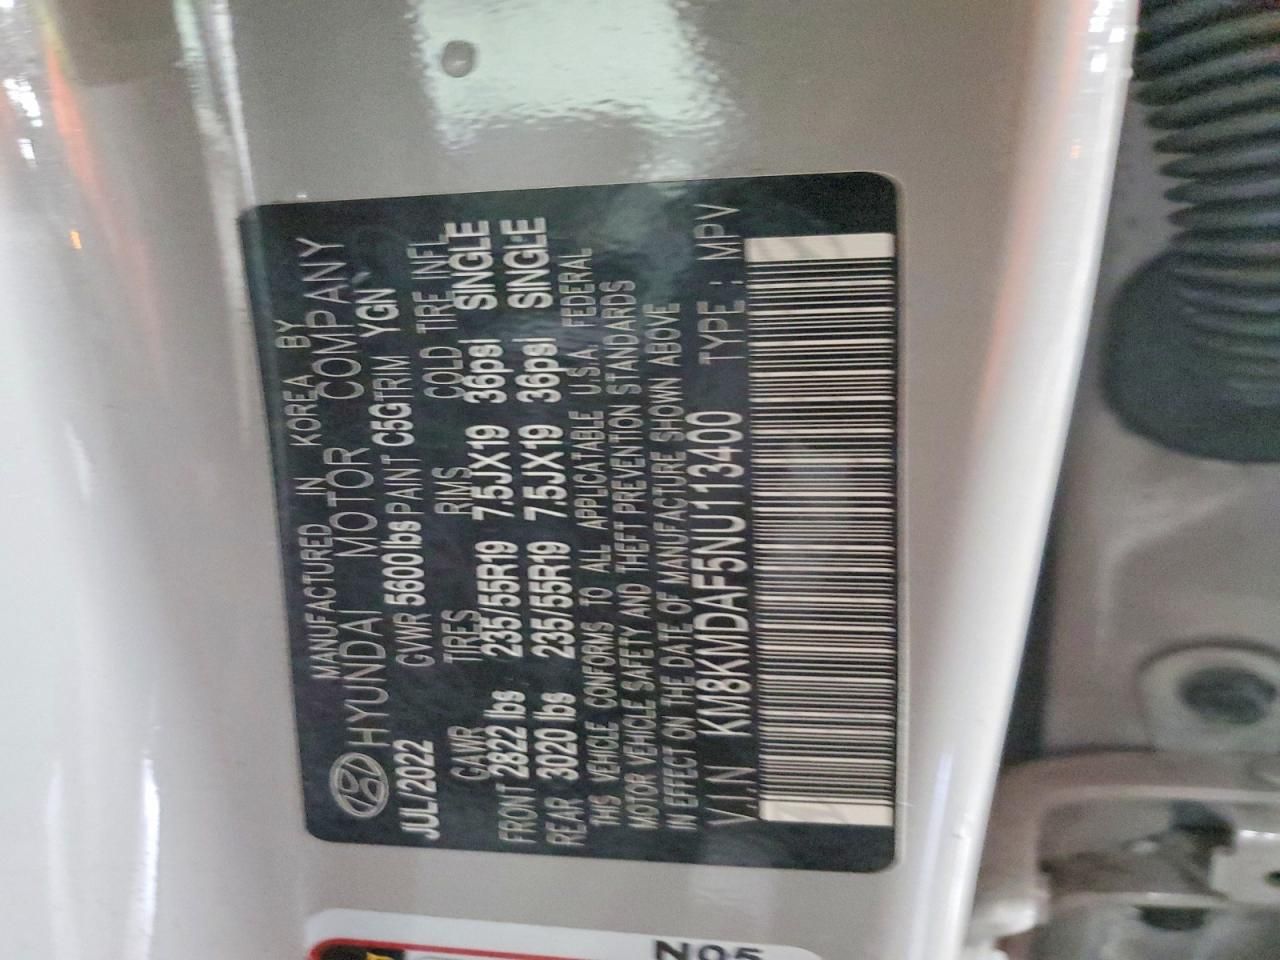 MANUFACTURED IN KOREA BY
HYUNDAI MOTOR COMPANY
JUL/2022 GVWR 5600lbs PAINT C5G TRIM YGN
GAWR TIRES RIMS COLD TIRE INFL
FRONT 2822 lbs 235/55R19 7.5JX19 36psi SINGLE
REAR 3020 lbs 235/55R19 7.5JX19 36psi SINGLE
THIS VEHICLE CONFORMS TO ALL APPLICATABLE U.S.A FEDERAL
MOTOR VEHICLE SAFETY AND THEFT PREVENTION STANDARDS
IN EFFECT ON THE DATE OF MANUFACTURE SHOWN ABOVE
V.I.N KM8KMDAF5NU113400 TYPE : MPV
N05